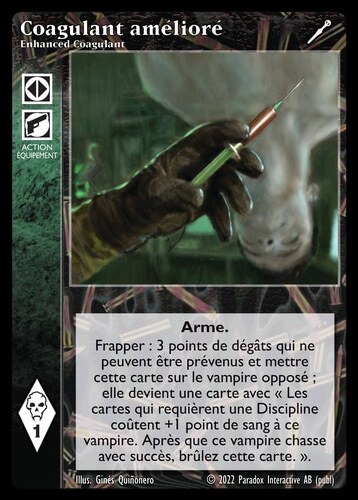 Coagulant amélioré
Enhanced Coagulant
ACTION
ÉQUIPEMENT
Arme.
Frapper : 3 points de dégâts qui ne
peuvent être prévenus et mettre
cette carte sur le vampire opposé ;
elle devient une carte avec « Les
cartes qui requièrent une Discipline
coûtent +1 point de sang à ce
vampire. Après que ce vampire chasse
avec succès, brûlez cette carte. ».
1
Illus. Ginés Quiñonero
© 2022 Paradox Interactive AB (publ)